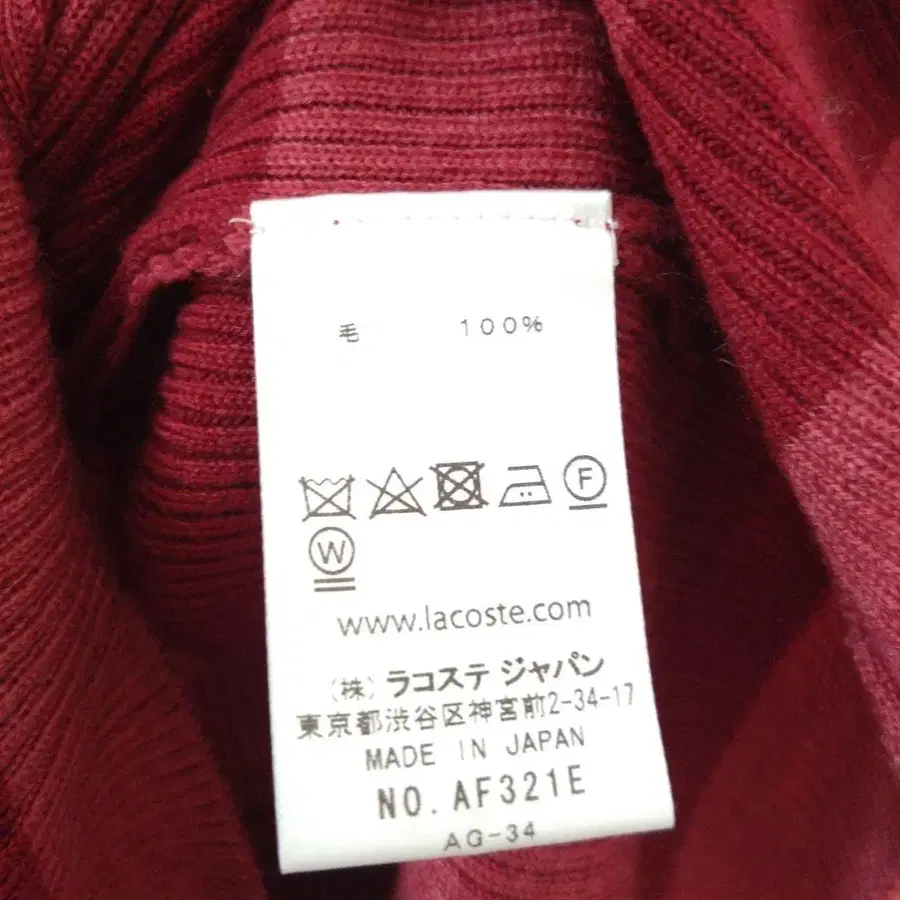 毛 100%
F
W
www.lacoste.com
(株) ラコステ ジャパン
東京都渋谷区神宮前2-34-17
MADE IN JAPAN
NO. AF321E
AG-34